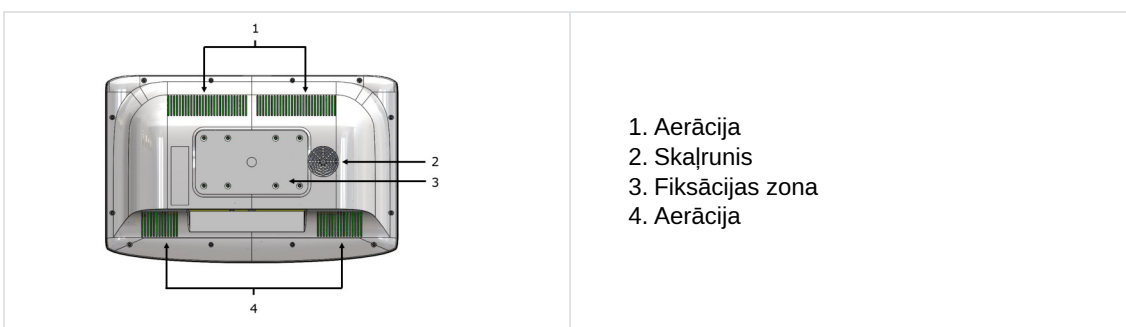 1
2
3
4
1. Aerācija
2. Skaļrunis
3. Fiksācijas zona
4. Aerācija